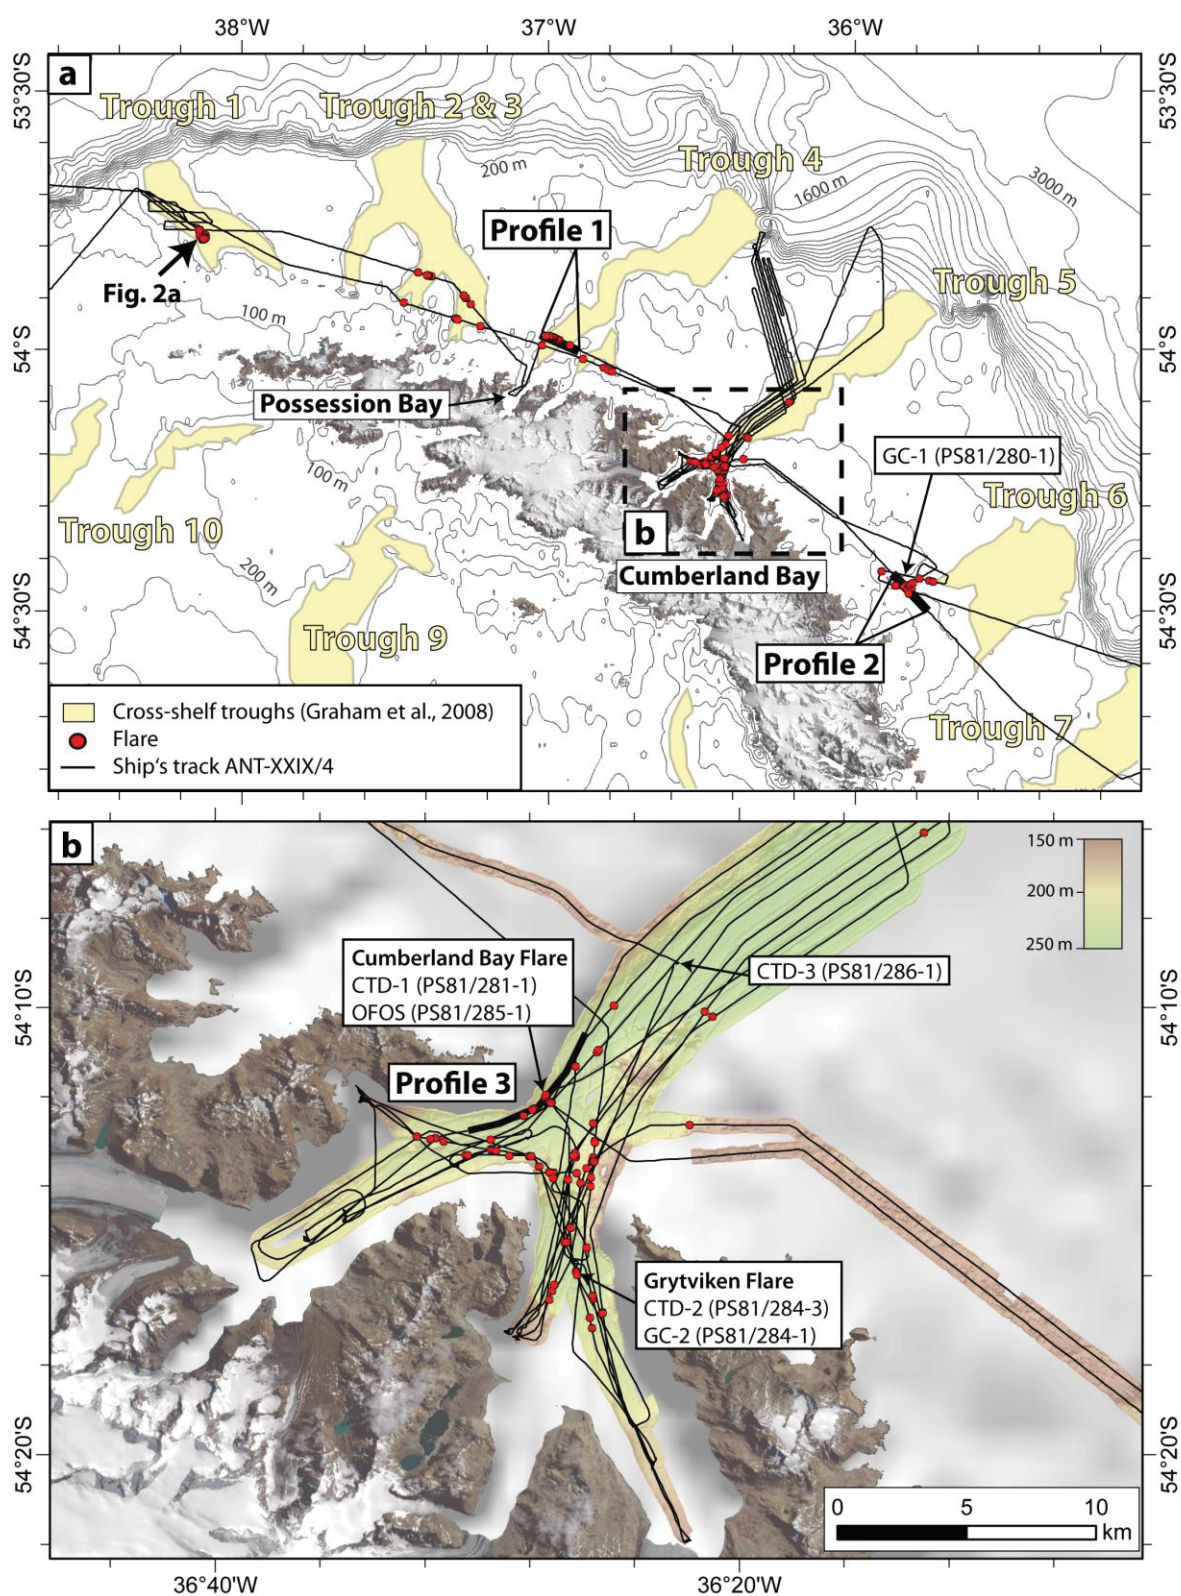 38°W
37°W
36°W
a
53°30'S
53°30'S
Trough 1
Trough 2 & 3
200 m
Trough 4
1600 m
3000 m
Profile 1
Fig. 2a
Trough 5
100 m
54°S
54°S
Possession Bay
GC-1 (PS81/280-1)
100 m
Trough 6
Trough 10
b
200 m
Cumberland Bay
54°30'S
54°30'S
Trough 9
Profile 2
Trough 7
Cross-shelf troughs (Graham et al., 2008)
Flare
Ship's track ANT-XXIX/4
b
150 m
200 m
250 m
Cumberland Bay Flare
CTD-1 (PS81/281-1)
OFOS (PS81/285-1)
CTD-3 (PS81/286-1)
54°10'S
54°10'S
Profile 3
Grytviken Flare
CTD-2 (PS81/284-3)
GC-2 (PS81/284-1)
54°20'S
54°20'S
0 5 10
km
36°40'W
36°20'W